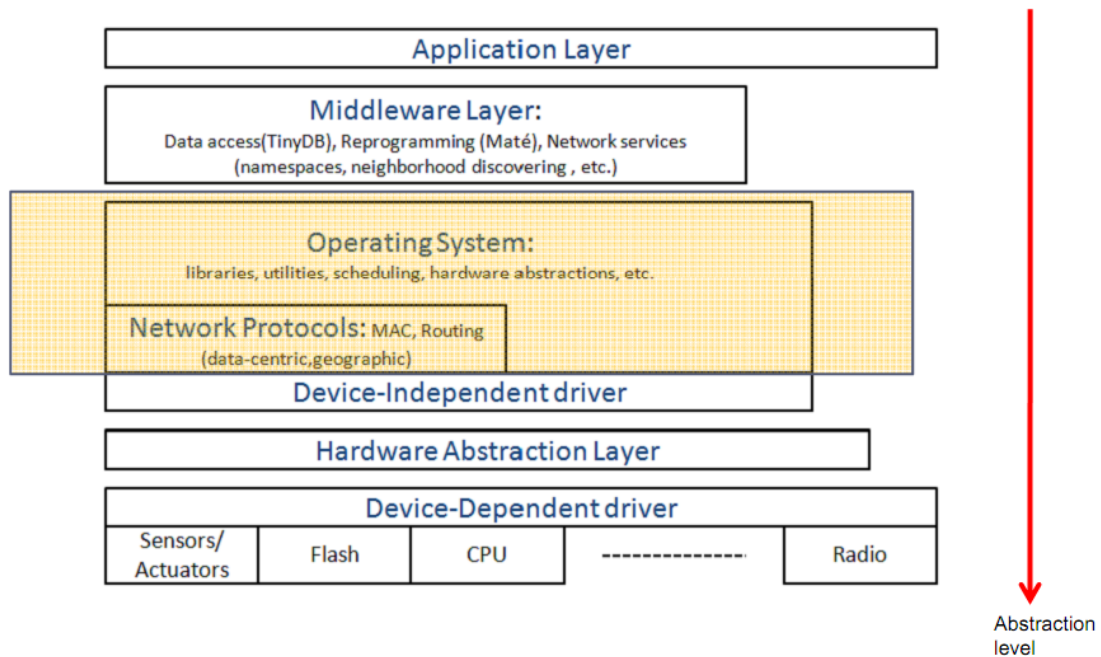 Application Layer
Middleware Layer:
Data access(TinyDB), Reprogramming (Maté), Network services
(namespaces, neighborhood discovering , etc.)
Operating System:
libraries, utilities, scheduling, hardware abstractions, etc.
Network Protocols: MAC, Routing
(data-centric,geographic)
Device-Independent driver
Hardware Abstraction Layer
Device-Dependent driver
Sensors/
Actuators
Flash
CPU
Radio
Abstraction
level